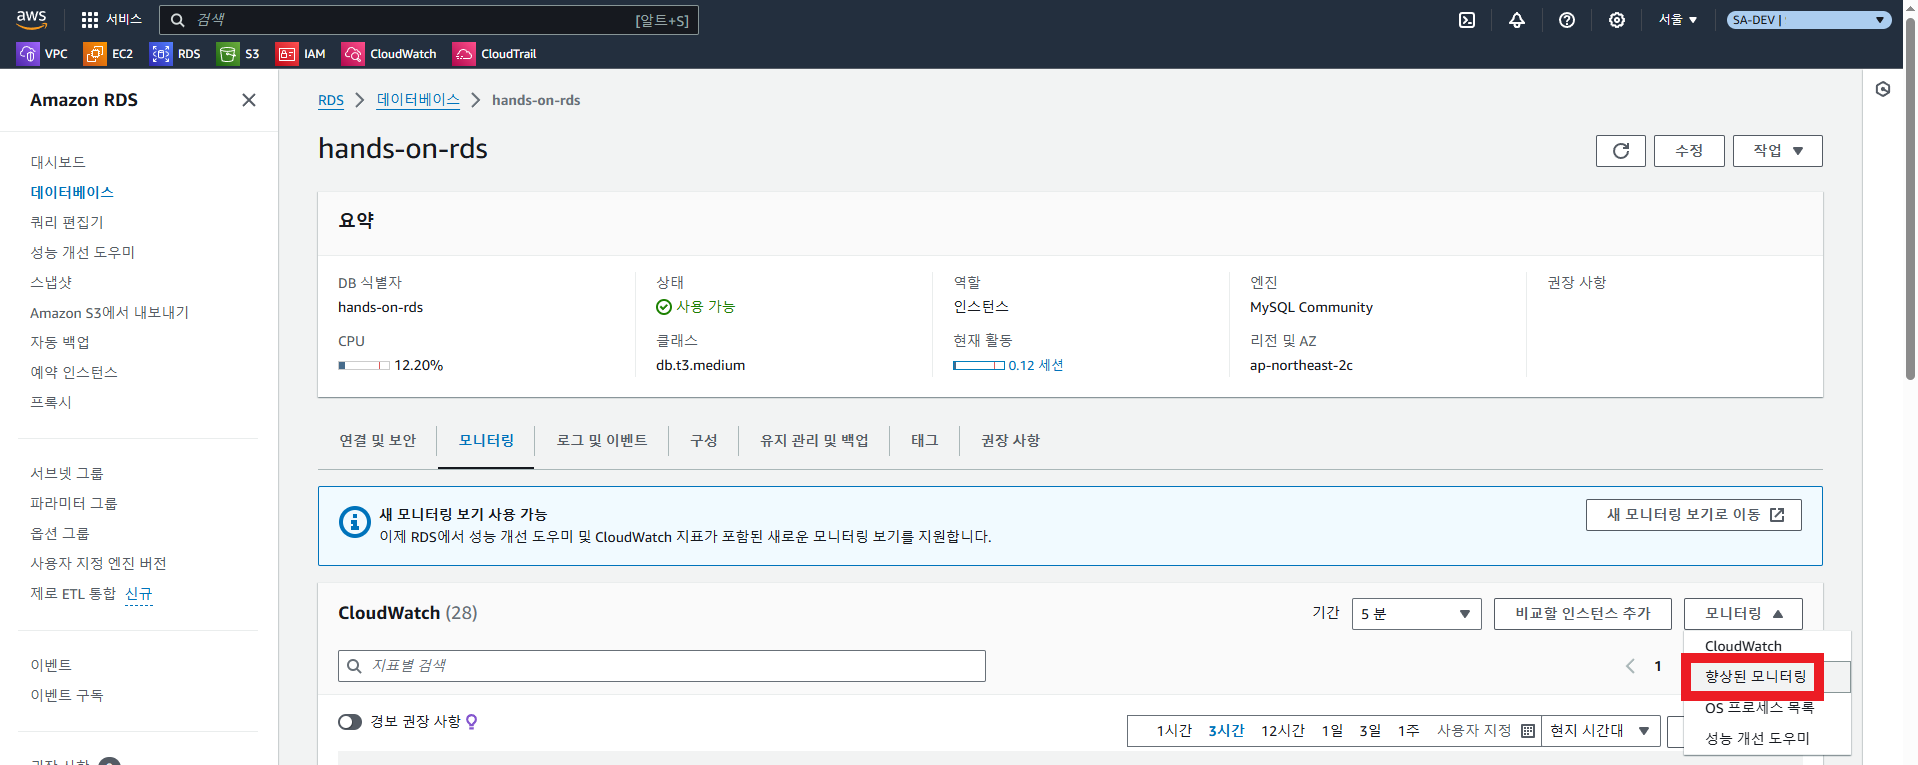 aws
서비스
검색
[알트+S]
서울 ▼
SA-DEV |
VPC
EC2
RDS
S3
IAM
CloudWatch
CloudTrail
Amazon RDS
대시보드
데이터베이스
쿼리 편집기
성능 개선 도우미
스냅샷
Amazon S3에서 내보내기
자동 백업
예약 인스턴스
프록시
서브넷 그룹
파라미터 그룹
옵션 그룹
사용자 지정 엔진 버전
제로 ETL 통합 신규
이벤트
이벤트 구독
RDS > 데이터베이스 > hands-on-rds
hands-on-rds
수정
작업
요약
DB 식별자
hands-on-rds
CPU
12.20%
상태
사용 가능
클래스
db.t3.medium
역할
인스턴스
현재 활동
0.12 세션
엔진
MySQL Community
리전 및 AZ
ap-northeast-2c
권장 사항
연결 및 보안
모니터링
로그 및 이벤트
구성
유지 관리 및 백업
태그
권장 사항
새 모니터링 보기 사용 가능
이제 RDS에서 성능 개선 도우미 및 CloudWatch 지표가 포함된 새로운 모니터링 보기를 지원합니다.
새 모니터링 보기로 이동
CloudWatch (28)
기간
5 분
비교할 인스턴스 추가
모니터링
CloudWatch
향상된 모니터링
OS 프로세스 목록
성능 개선 도우미
지표별 검색
1
경보 권장 사항
1시간
3시간
12시간
1일
3일
1주
사용자 지정
현지 시간대